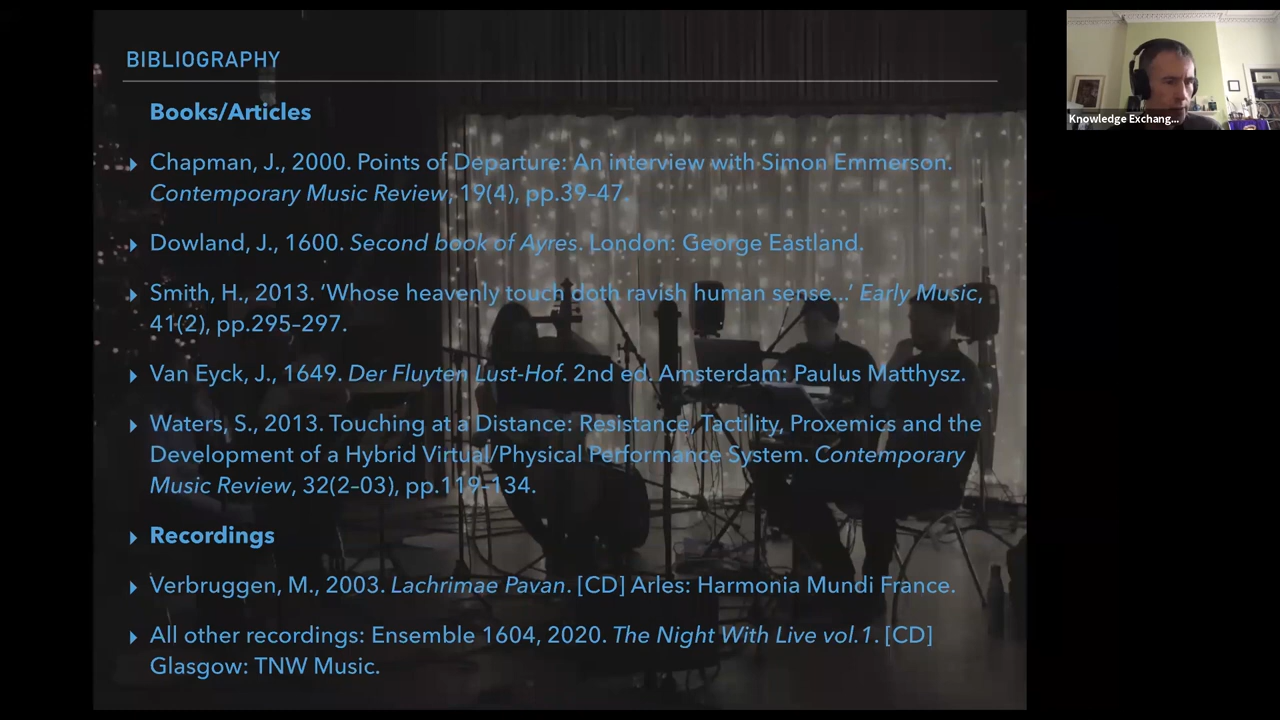 BIBLIOGRAPHY
Books/Articles
Chapman, J., 2000. Points of Departure: An interview with Simon Emmerson.
Contemporary Music Review, 19(4), pp.39–47.
Dowland, J., 1600. Second book of Ayres. London: George Eastland.
Smith, H., 2013. ‘Whose heavenly touch doth ravish human sense...’ Early Music,
41(2), pp.295–297.
Van Eyck, J., 1649. Der Fluyten Lust-Hof. 2nd ed. Amsterdam: Paulus Matthysz.
Waters, S., 2013. Touching at a Distance: Resistance, Tactility, Proxemics and the
Development of a Hybrid Virtual/Physical Performance System. Contemporary
Music Review, 32(2–03), pp.119–134.
Recordings
Verbruggen, M., 2003. Lachrimae Pavan. [CD] Arles: Harmonia Mundi France.
All other recordings: Ensemble 1604, 2020. The Night With Live vol.1. [CD]
Glasgow: TNW Music.
Knowledge Exchang...